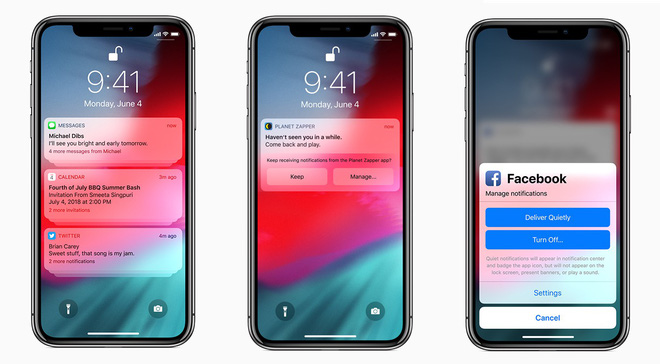 9:41
Monday, June 4
MESSAGES now
Michael Dibs
I'll see you bright and early tomorrow.
4 more messages from Michael
CALENDAR 3m ago
Fourth of July BBQ Summer Bash
Invitation From Smeeta Singpuri
July 4, 2018 at 2:00 PM
2 more invitations
TWITTER 4m ago
Brian Carey
Sweet stuff, that song is my jam.
2 more notifications
9:41
Monday, June 4
PLANET ZAPPER now
Haven't seen you in a while.
Come back and play.
Keep receiving notifications from the Planet Zapper app?
Keep Manage...
Facebook
Manage notifications
Deliver Quietly
Turn Off...
Quiet notifications will appear in notification center
and badge the app icon, but will not appear on the
lock screen, prevent banners, or play a sound.
Settings
Cancel